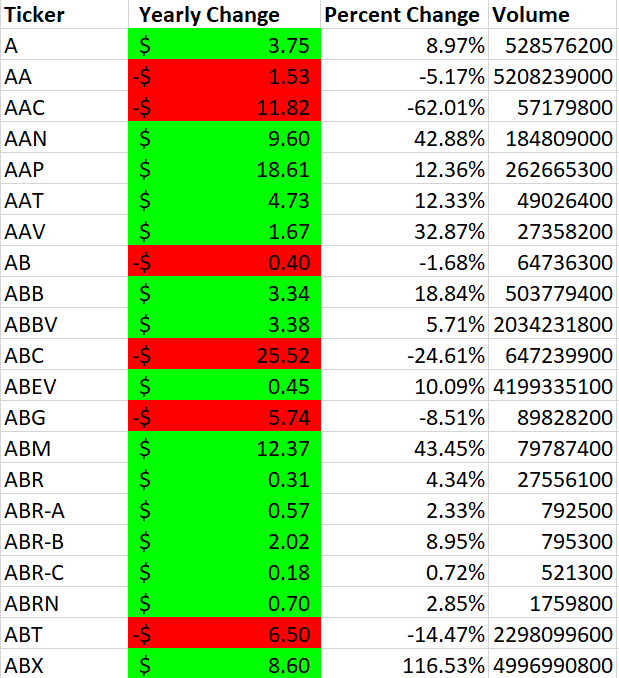 Ticker Yearly Change Percent Change Volume
A $ 3.75 8.97% 528576200
AA -$ 1.53 -5.17% 5208239000
AAC -$ 11.82 -62.01% 57179800
AAN $ 9.60 42.88% 184809000
AAP $ 18.61 12.36% 262665300
AAT $ 4.73 12.33% 49026400
AAV $ 1.67 32.87% 27358200
AB -$ 0.40 -1.68% 64736300
ABB $ 3.34 18.84% 503779400
ABBV $ 3.38 5.71% 2034231800
ABC -$ 25.52 -24.61% 647239900
ABEV $ 0.45 10.09% 4199335100
ABG -$ 5.74 -8.51% 89828200
ABM $ 12.37 43.45% 79787400
ABR $ 0.31 4.34% 27556100
ABR-A $ 0.57 2.33% 792500
ABR-B $ 2.02 8.95% 795300
ABR-C $ 0.18 0.72% 521300
ABRN $ 0.70 2.85% 1759800
ABT -$ 6.50 -14.47% 2298099600
ABX $ 8.60 116.53% 4996990800